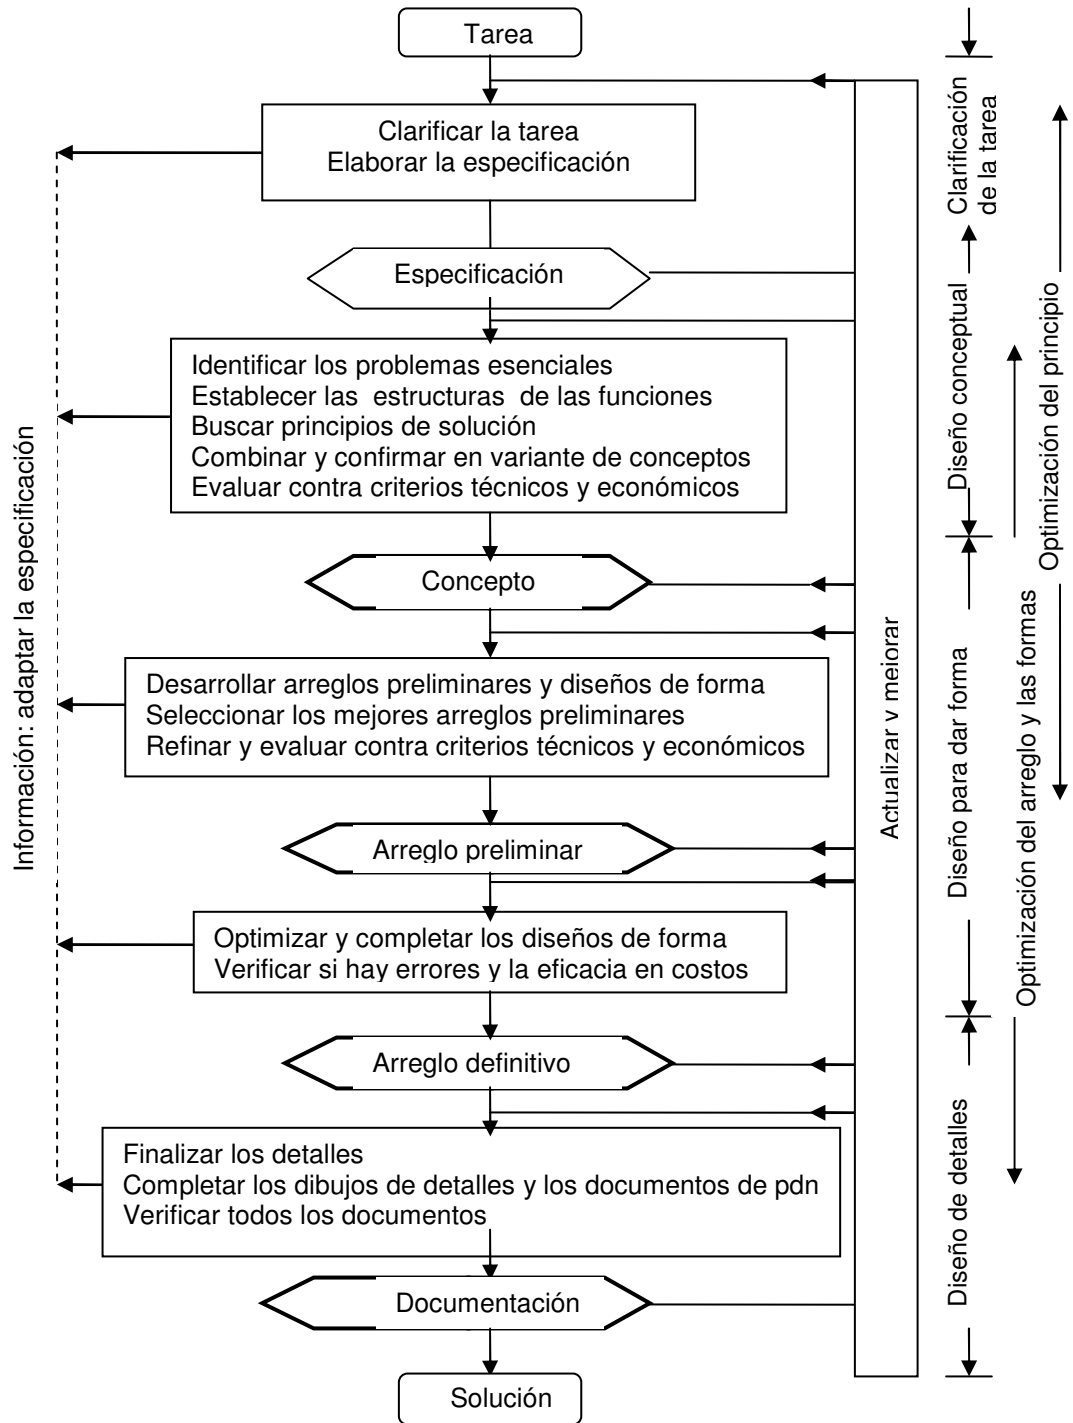 Tarea
Clarificar la tarea
Elaborar la especificación
Especificación
Identificar los problemas esenciales
Establecer las estructuras de las funciones
Buscar principios de solución
Combinar y confirmar en variante de conceptos
Evaluar contra criterios técnicos y económicos
Concepto
Desarrollar arreglos preliminares y diseños de forma
Seleccionar los mejores arreglos preliminares
Refinar y evaluar contra criterios técnicos y económicos
Arreglo preliminar
Optimizar y completar los diseños de forma
Verificar si hay errores y la eficacia en costos
Arreglo definitivo
Finalizar los detalles
Completar los dibujos de detalles y los documentos de pdn
Verificar todos los documentos
Documentación
Solución
Información: adaptar la especificación
Actualizar y mejorar
Clarificación
de la tarea
Diseño conceptual
Diseño para dar forma
Diseño de detalles
Optimización del arreglo y las formas
Optimización del principio